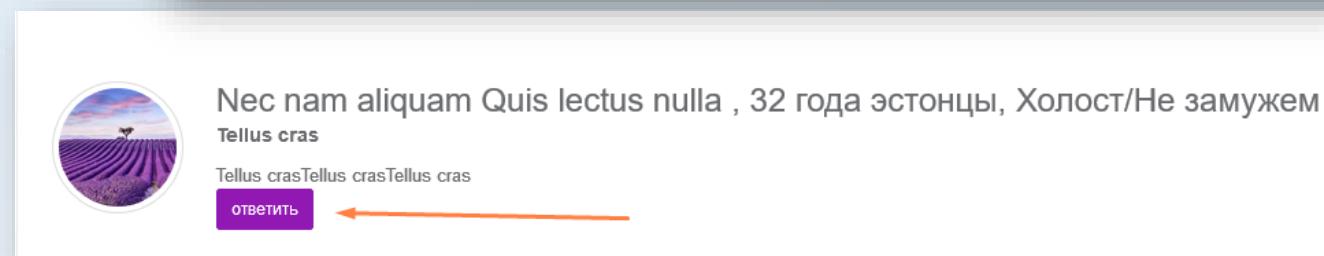 Nec nam aliquam Quis lectus nulla , 32 года эстонцы, Холост/Не замужем
Tellus cras
Tellus crasTellus crasTellus cras
ответить